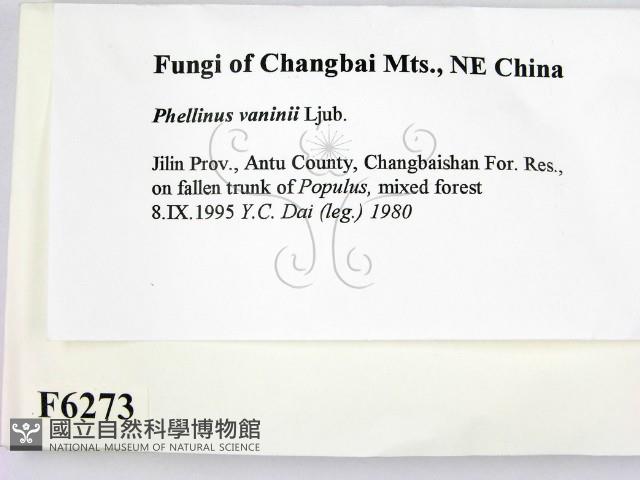 Fungi of Changbai Mts., NE China
Phellinus vaninii Ljub.
Jilin Prov., Antu County, Changbaishan For. Res.,
on fallen trunk of Populus, mixed forest
8.IX.1995 Y.C. Dai (leg.) 1980
F6273
國立自然科學博物館
NATIONAL MUSEUM OF NATURAL SCIENCE